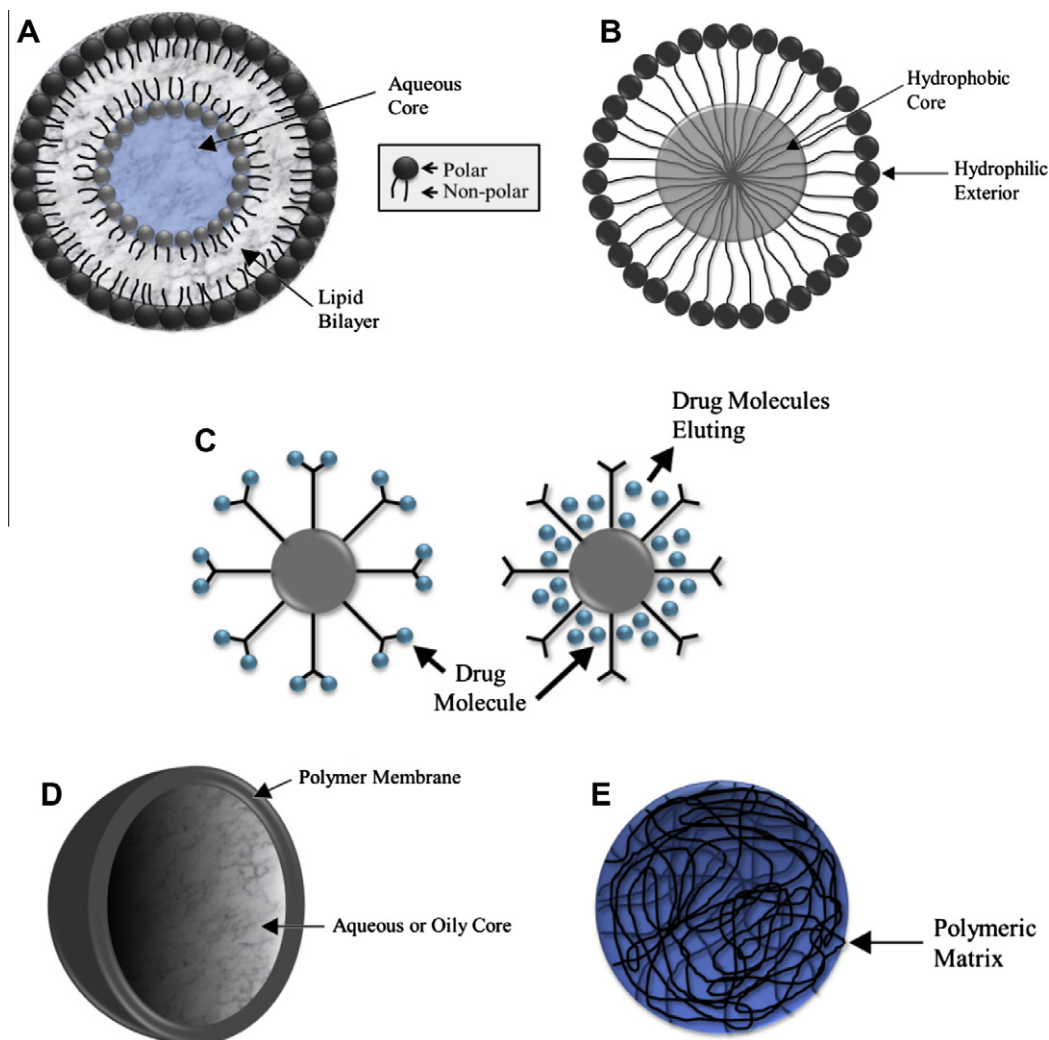 A
Aqueous
Core
Polar
Non-polar
Lipid
Bilayer
B
Hydrophobic
Core
Hydrophilic
Exterior
C
Drug Molecules
Eluting
Drug
Molecule
D
Polymer Membrane
Aqueous or Oily Core
E
Polymeric
Matrix